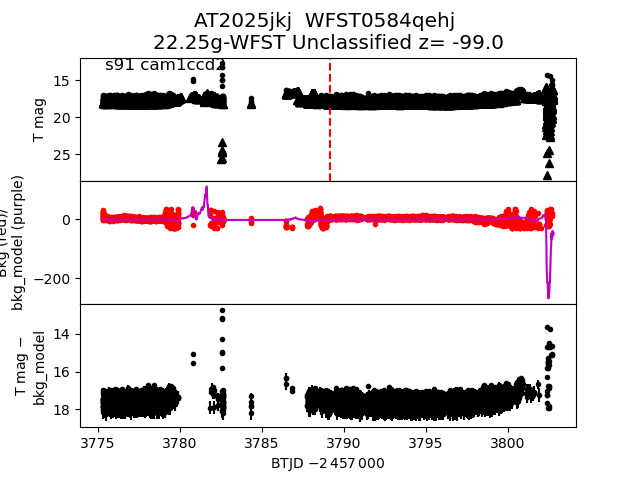 AT2025jkj  WFST0584qehj
22.25g-WFST Unclassified z= -99.0
s91 cam1ccd2
15
20
25
T mag
0
−200
Bkg (red)/
bkg_model (purple)
14
16
18
T mag −
bkg_model
3775
3780
3785
3790
3795
3800
BTJD −2 457 000